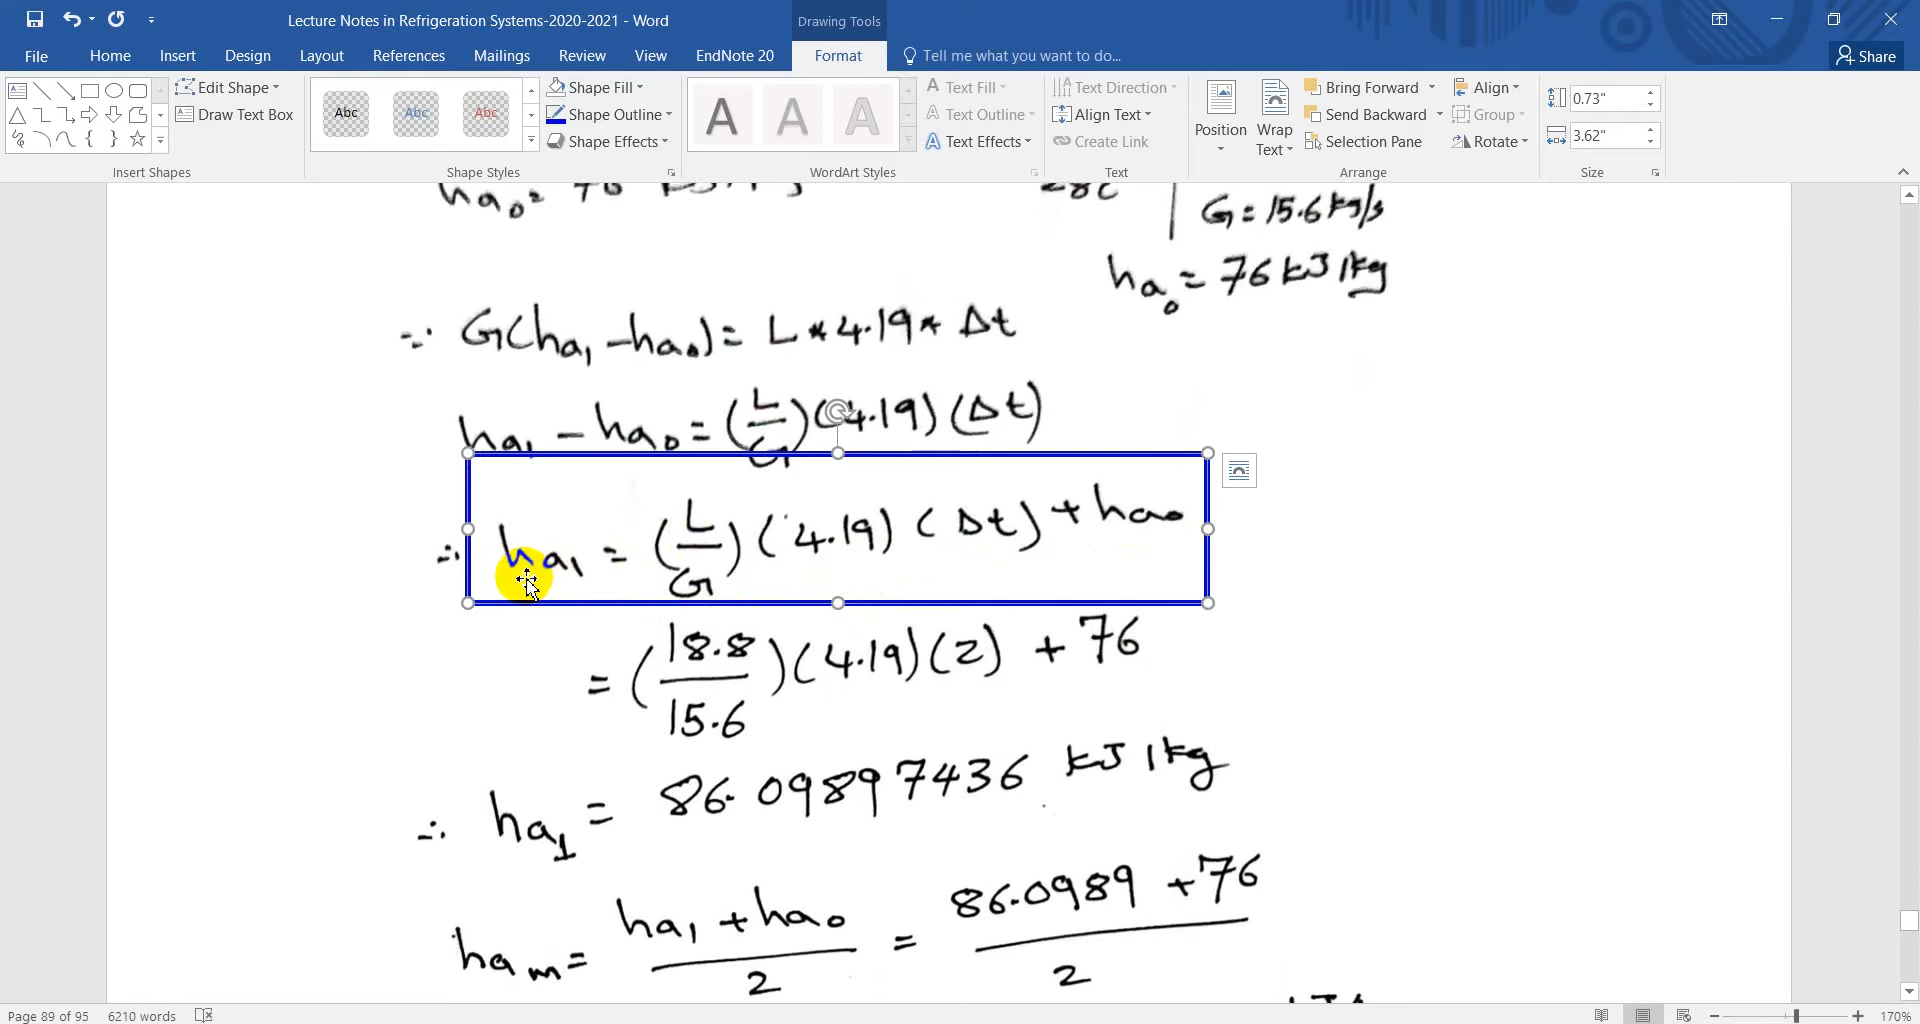 Lecture Notes in Refrigeration Systems-2020-2021 - Word
Drawing Tools
File Home Insert Design Layout References Mailings Review View EndNote 20 Format Tell me what you want to do... Share
Edit Shape
Draw Text Box
Insert Shapes
Abc Abc Abc
Shape Fill
Shape Outline
Shape Effects
Shape Styles
A A A
Text Fill
Text Outline
Text Effects
WordArt Styles
Text Direction
Align Text
Create Link
Text
Position
Wrap Text
Bring Forward
Send Backward
Selection Pane
Align
Group
Rotate
Arrange
0.73"
3.62"
Size
28C
G = 15.6 kg/s
ha₀ = 76 kJ/kg
∵ G(ha₁ - ha₀) = L * 4.19 * Δt
ha₁ - ha₀ = (L/G)(4.19)(Δt)
∴ ha₁ = (L/G)(4.19)(Δt) + ha₀
= (18.8/15.6)(4.19)(2) + 76
∴ ha₁ = 86.09897436 kJ/kg
haₘ = (ha₁ + ha₀)/2 = (86.0989 + 76)/2
Page 89 of 95 6210 words 170%